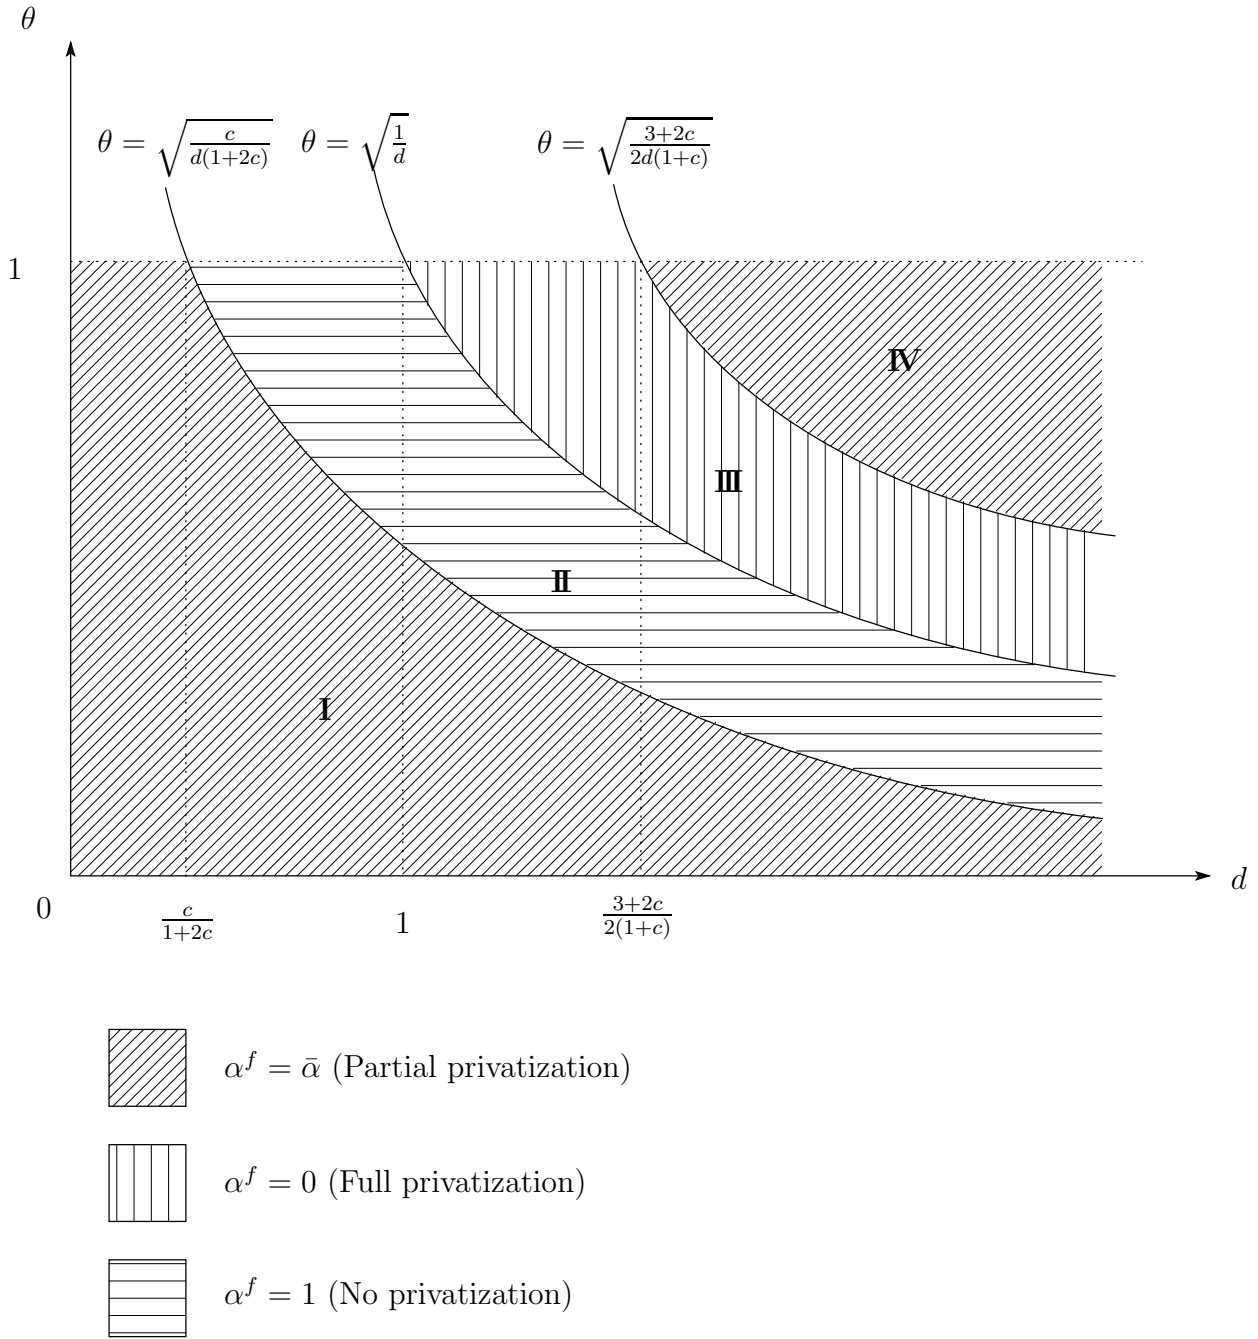 θ
θ = √(c/(d(1+2c))) θ = √(1/d) θ = √((3+2c)/(2d(1+c)))
1
IV
III
II
I
d
0 c/(1+2c) 1 (3+2c)/(2(1+c))
α^f = ᾱ (Partial privatization)
α^f = 0 (Full privatization)
α^f = 1 (No privatization)